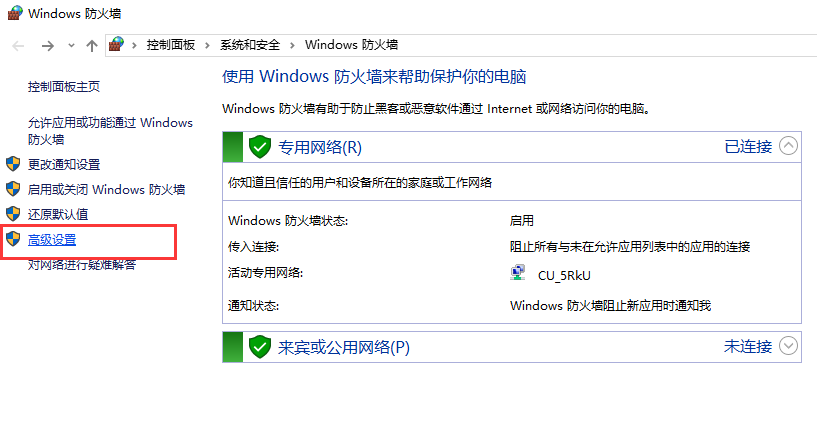 Windows 防火墙
控制面板 › 系统和安全 › Windows 防火墙
控制面板主页
允许应用或功能通过 Windows
防火墙
更改通知设置
启用或关闭 Windows 防火墙
还原默认值
高级设置
对网络进行疑难解答
使用 Windows 防火墙来帮助保护你的电脑
Windows 防火墙有助于防止黑客或恶意软件通过 Internet 或网络访问你的电脑。
专用网络(R) 已连接
你知道且信任的用户和设备所在的家庭或工作网络
Windows 防火墙状态: 启用
传入连接: 阻止所有与未在允许应用列表中的应用的连接
活动专用网络: CU_5RkU
通知状态: Windows 防火墙阻止新应用时通知我
来宾或公用网络(P) 未连接